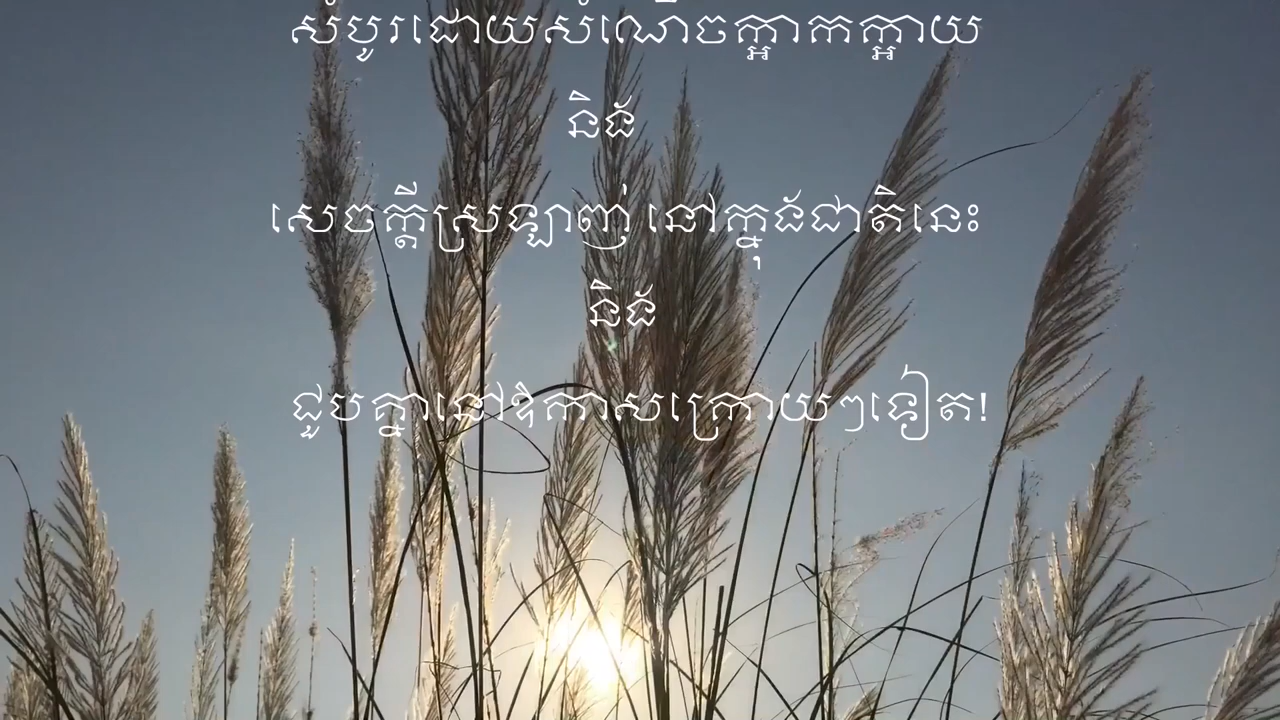 សំបូរដោយសំណើចក្អាកក្អាយ
និង
សេចក្តីស្រឡាញ់ នៅក្នុងជាតិនេះ
និង
ជួបគ្នានៅឱកាសក្រោយៗទៀត!